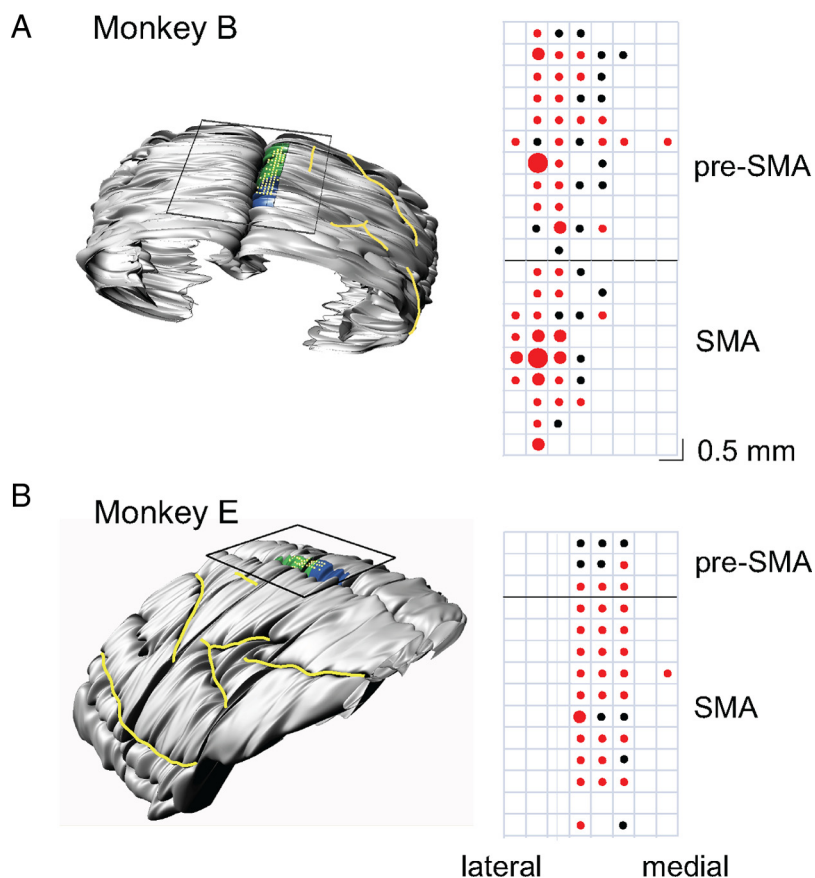 A
Monkey B
pre-SMA
SMA
0.5 mm
B
Monkey E
pre-SMA
SMA
lateral
medial